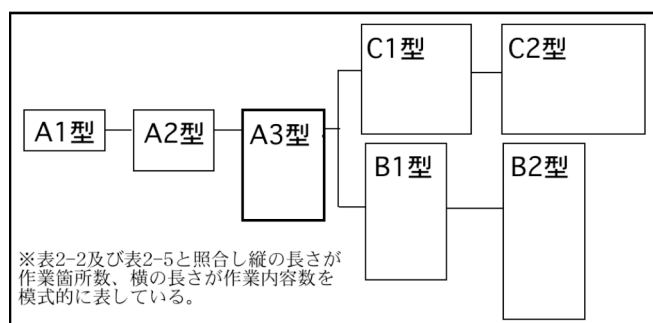 C1型
C2型
A1型
A2型
A3型
B1型
B2型
※表2-2及び表2-5と照合し縦の長さが
作業箇所数、横の長さが作業内容数を
模式的に表している。